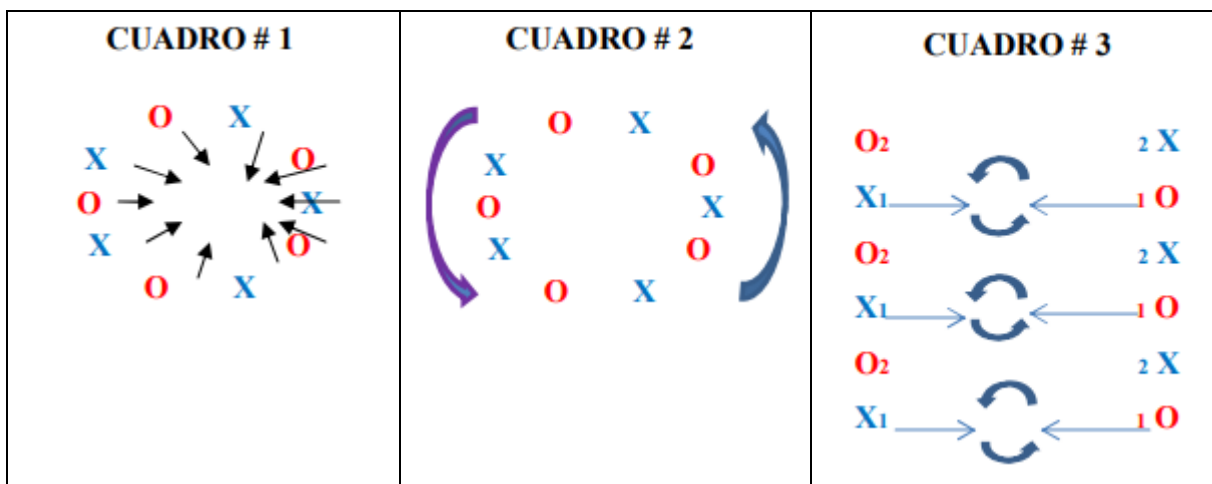 CUADRO # 1
O X
X O
O X
X O
O X
CUADRO # 2
O X
X O
O X
X O
O X
CUADRO # 3
O2 2 X
X1 1 O
O2 2 X
X1 1 O
O2 2 X
X1 1 O